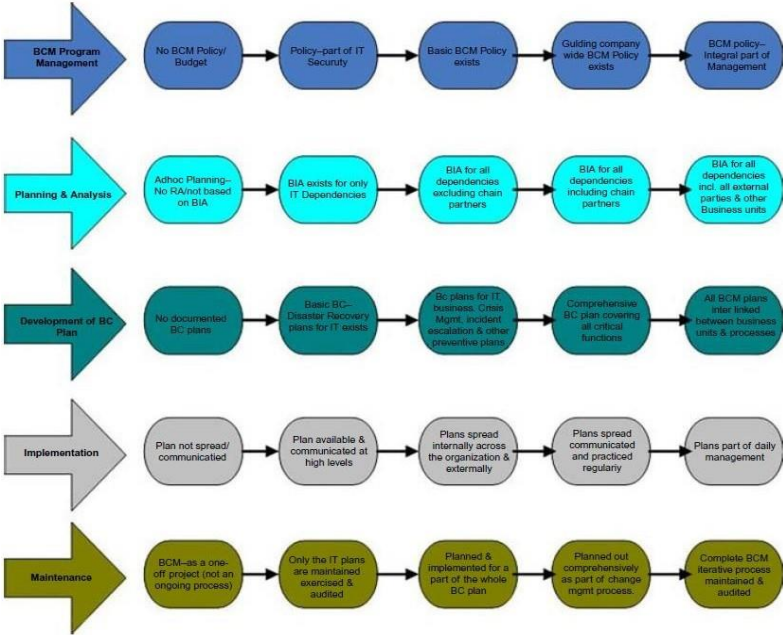 BCM Program
Management
No BCM Policy/
Budget
Policy–part of IT
Securuty
Basic BCM Policy
exists
Gulding company
wide BCM Policy
exists
BCM policy–
Integral part of
Management
Planning & Analysis
Adhoc Planning–
No RA/not based
on BIA
BIA exists for only
IT Dependencies
BIA for all
dependencies
excluding chain
partners
BIA for all
dependencies
including chain
partners
BIA for all
dependencies
incl. all external
parties & other
Business units
Development of BC
Plan
No documented
BC plans
Basic BC–
Disaster Recovery
plans for IT exists
Bc plans for IT,
business, Crisis
Mgmt, incident
escalation & other
preventive plans
Comprehensive
BC plan covering
all critical
functions
All BCM plans
inter linked
between business
units & processes
Implementation
Plan not spread/
communicatied
Plan available &
communicated at
high levels
Plans spread
internally across
the organization &
externally
Plans spread
communicated
and practiced
regulariy
Plans part of daily
management
Maintenance
BCM–as a one-
off project (not an
ongoing process)
Only the IT plans
are maintained
exercised &
audited
Planned &
implemented for a
part of the whole
BC plan
Planned out
comprehensively
as part of change
mgmt process.
Complete BCM
iterative process
maintained &
audited